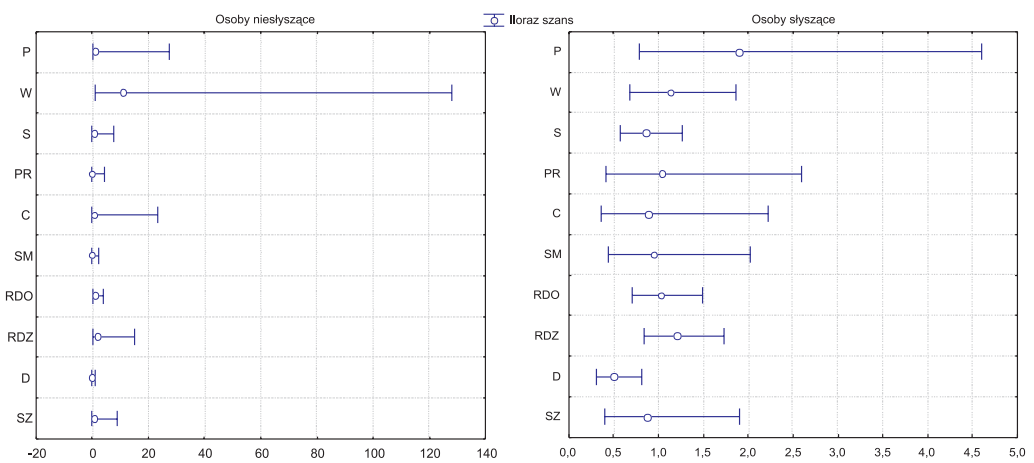 Osoby niesłyszące
Iloraz szans
Osoby słyszące
P
W
S
PR
C
SM
RDO
RDZ
D
SZ
-20 0 20 40 60 80 100 120 140
P
W
S
PR
C
SM
RDO
RDZ
D
SZ
0,0 0,5 1,0 1,5 2,0 2,5 3,0 3,5 4,0 4,5 5,0